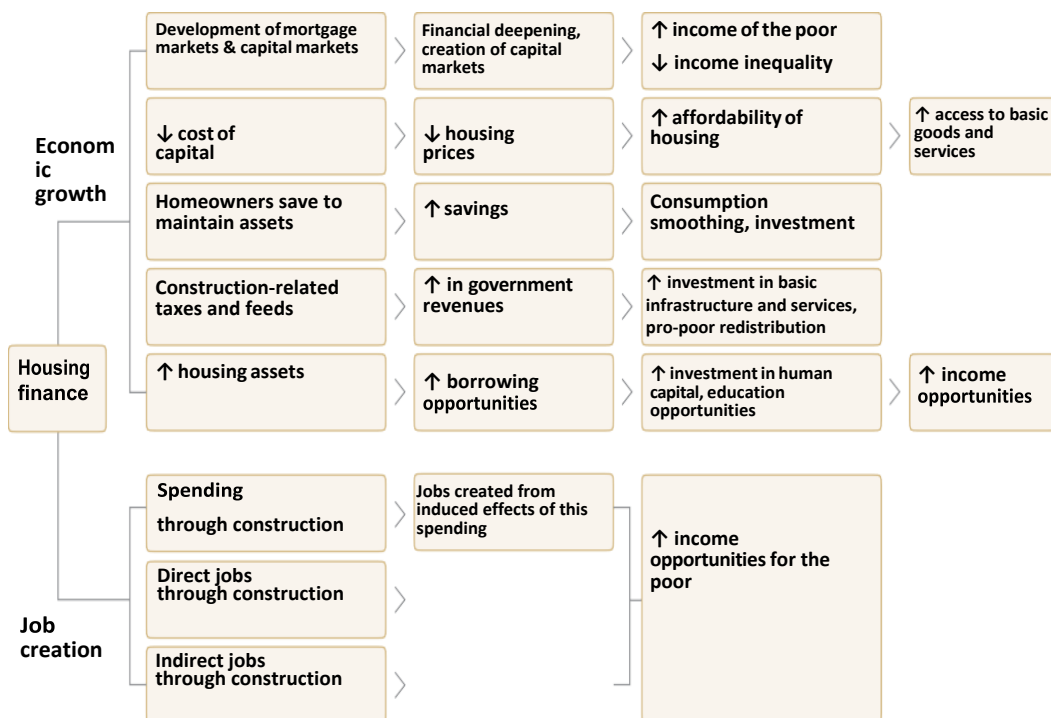 Development of mortgage
markets & capital markets
Financial deepening,
creation of capital
markets
↑ income of the poor
↓ income inequality
↓ cost of
capital
↓ housing
prices
↑ affordability of
housing
↑ access to basic
goods and
services
Econom
ic
growth
Homeowners save to
maintain assets
↑ savings
Consumption
smoothing, investment
Construction-related
taxes and feeds
↑ in government
revenues
↑ investment in basic
infrastructure and services,
pro-poor redistribution
Housing
finance
↑ housing assets
↑ borrowing
opportunities
↑ investment in human
capital, education
opportunities
↑ income
opportunities
Spending
through construction
Jobs created from
induced effects of this
spending
↑ income
opportunities for the
poor
Direct jobs
through construction
Job
creation
Indirect jobs
through construction